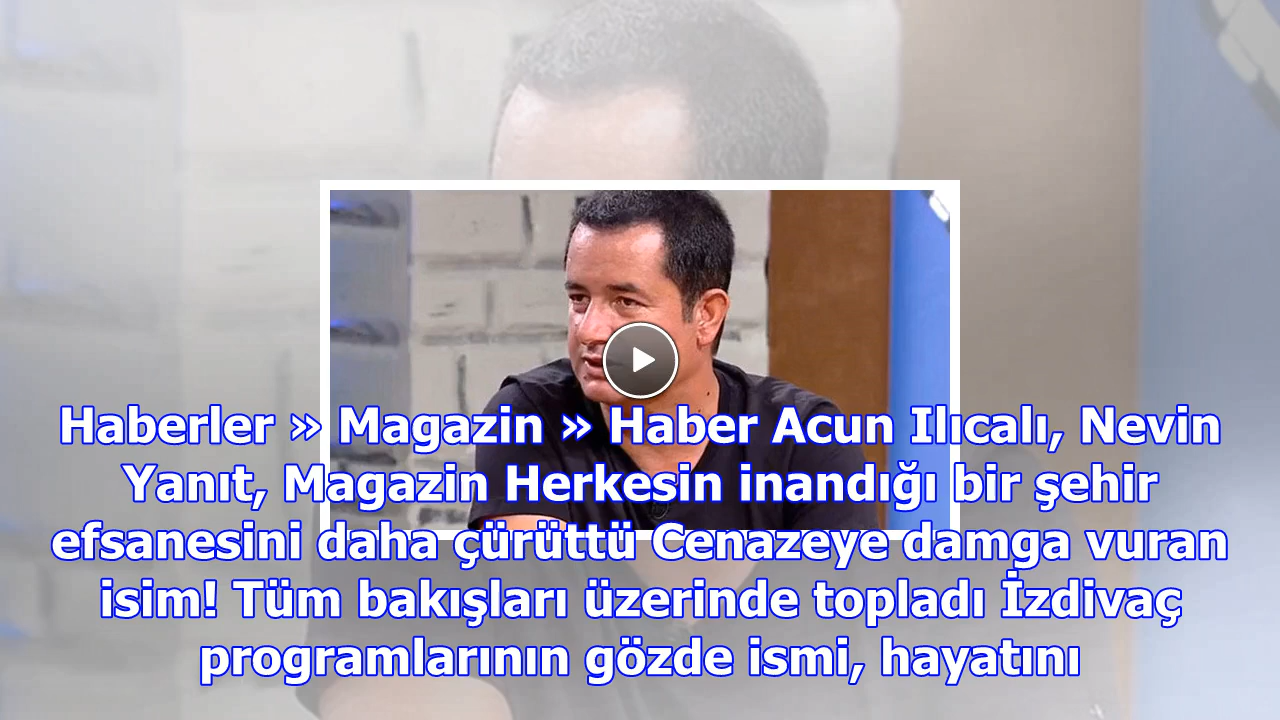 Haberler » Magazin » Haber Acun Ilıcalı, Nevin
Yanıt, Magazin Herkesin inandığı bir şehir
efsanesini daha çürüttü Cenazeye damga vuran
isim! Tüm bakışları üzerinde topladı İzdivaç
programlarının gözde ismi, hayatını